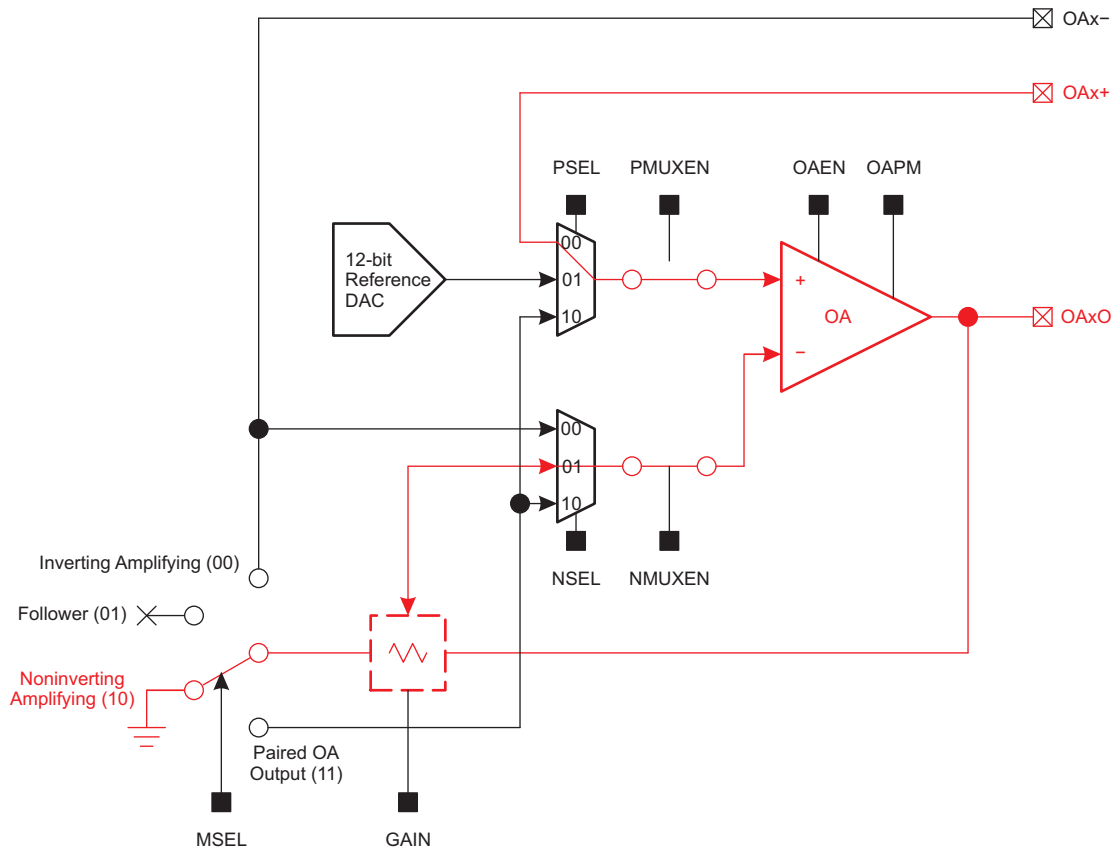 OAx−
OAx+
PSEL
PMUXEN
OAEN
OAPM
12-bit
Reference
DAC
00
01
10
+
OA
−
OAxO
00
01
10
NSEL
NMUXEN
Inverting Amplifying (00)
Follower (01)
Noninverting
Amplifying (10)
Paired OA
Output (11)
MSEL
GAIN